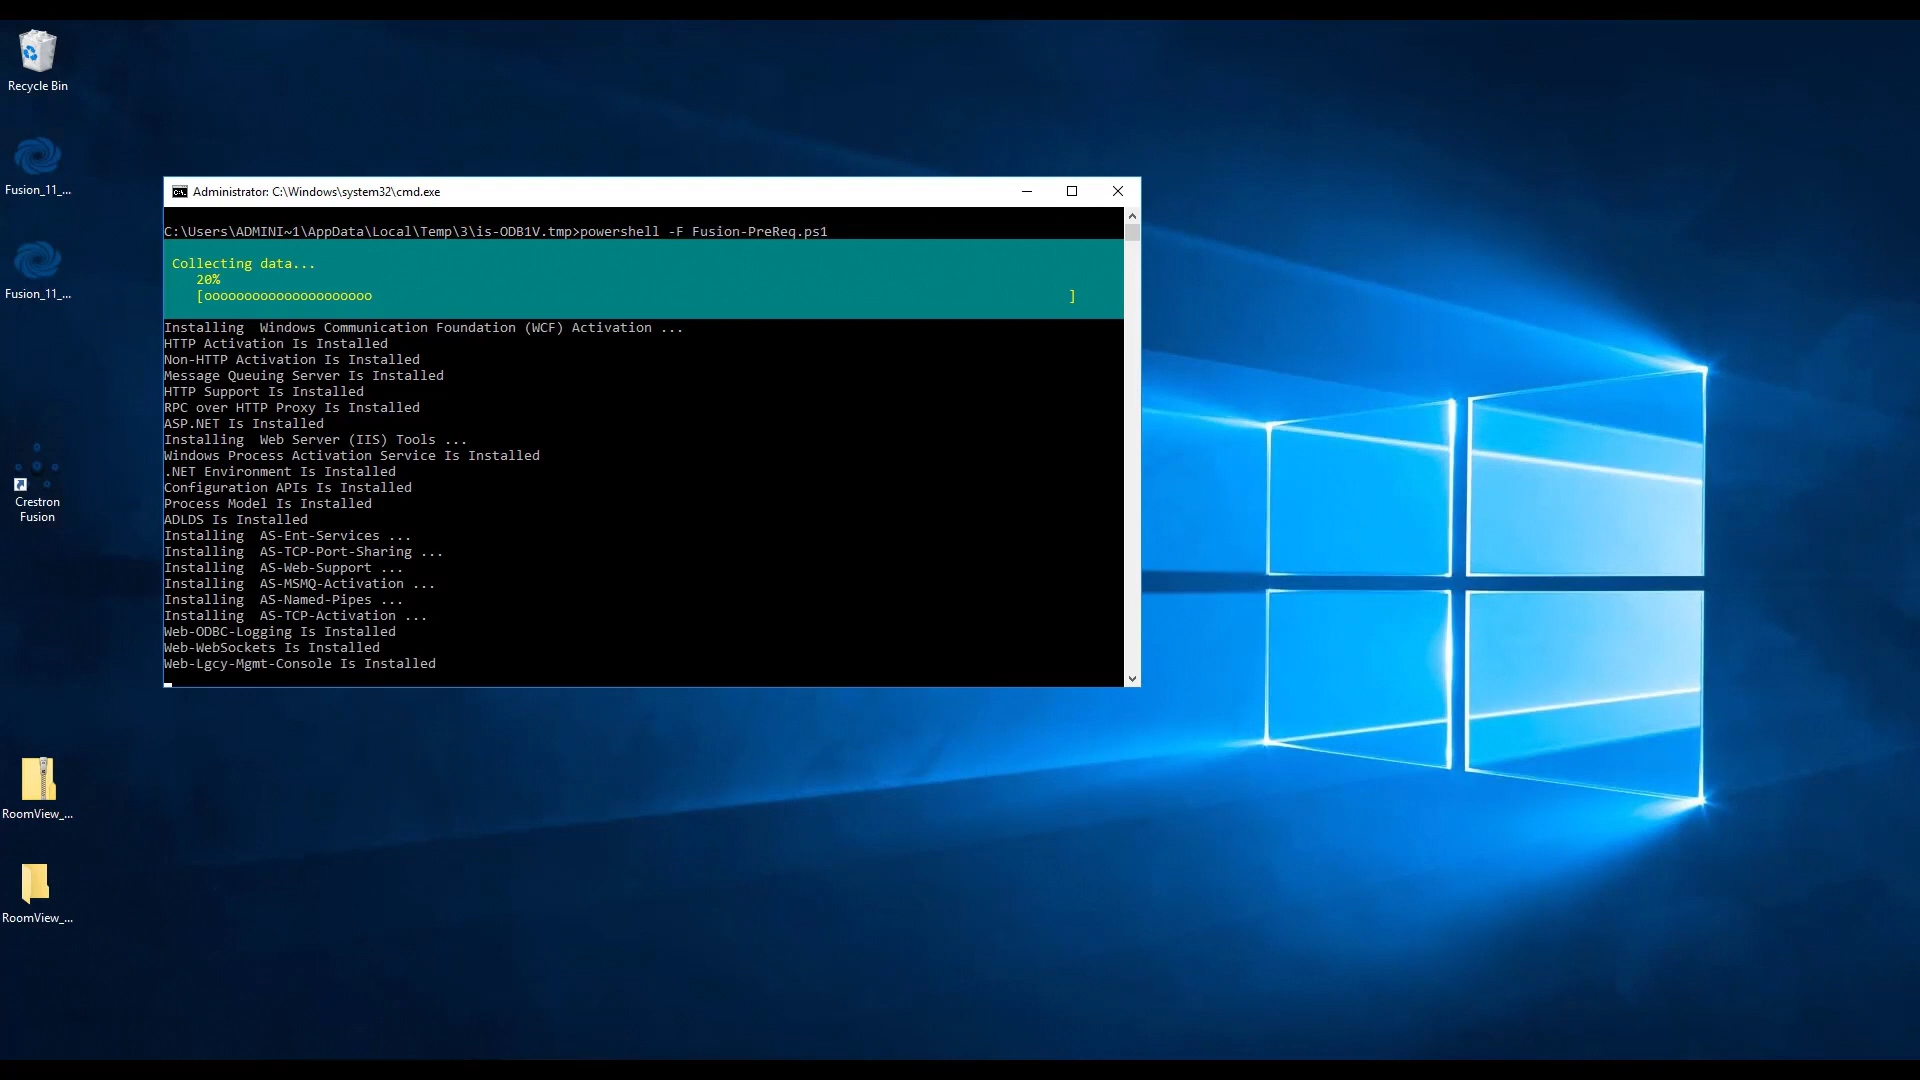 Recycle Bin
Fusion_11_...
Fusion_11_...
Crestron
Fusion
RoomView_...
RoomView_...
Administrator: C:\Windows\system32\cmd.exe
C:\Users\ADMINI~1\AppData\Local\Temp\3\is-ODB1V.tmp>powershell -F Fusion-PreReq.ps1
Collecting data...
20%
[ooooooooooooooooooooo ]
Installing  Windows Communication Foundation (WCF) Activation ...
HTTP Activation Is Installed
Non-HTTP Activation Is Installed
Message Queuing Server Is Installed
HTTP Support Is Installed
RPC over HTTP Proxy Is Installed
ASP.NET Is Installed
Installing  Web Server (IIS) Tools ...
Windows Process Activation Service Is Installed
.NET Environment Is Installed
Configuration APIs Is Installed
Process Model Is Installed
ADLDS Is Installed
Installing  AS-Ent-Services ...
Installing  AS-TCP-Port-Sharing ...
Installing  AS-Web-Support ...
Installing  AS-MSMQ-Activation ...
Installing  AS-Named-Pipes ...
Installing  AS-TCP-Activation ...
Web-ODBC-Logging Is Installed
Web-WebSockets Is Installed
Web-Lgcy-Mgmt-Console Is Installed